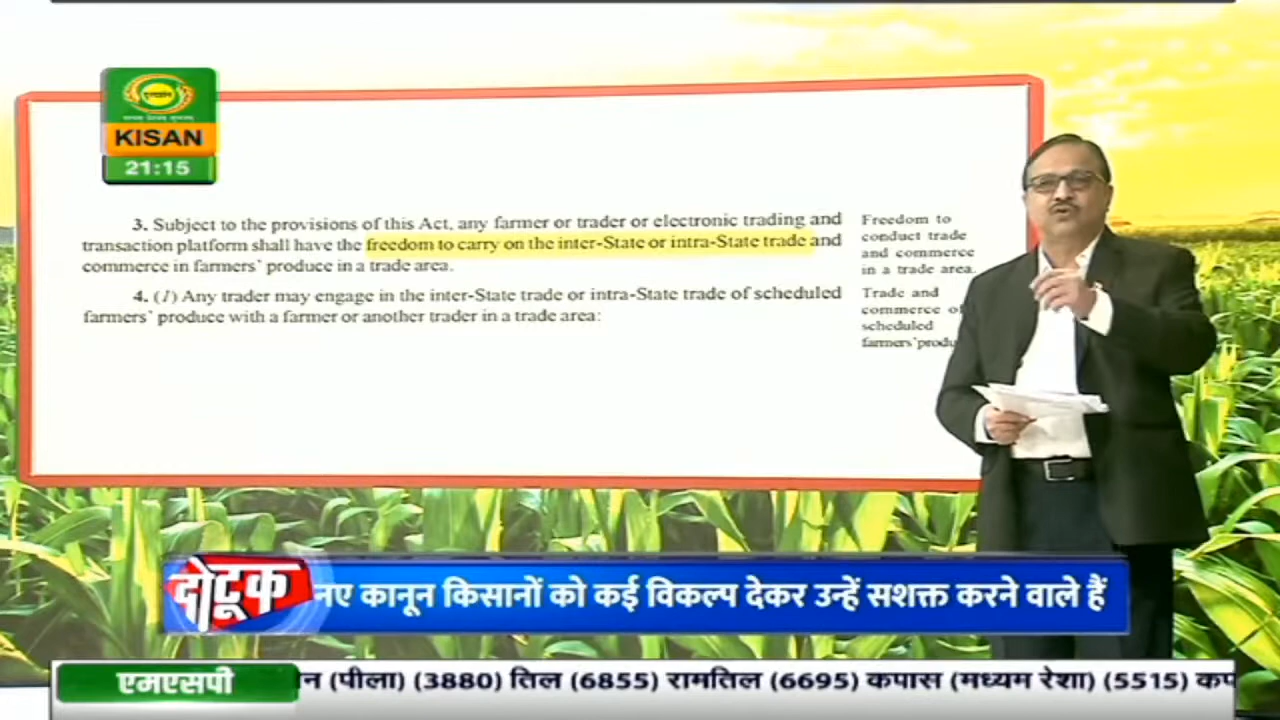 दूरदर्शन
KISAN
21:15
3. Subject to the provisions of this Act, any farmer or trader or electronic trading and
transaction platform shall have the freedom to carry on the inter-State or intra-State trade and
commerce in farmers' produce in a trade area.
Freedom to
conduct trade
and commerce
in a trade area.
4. (1) Any trader may engage in the inter-State trade or intra-State trade of scheduled
farmers' produce with a farmer or another trader in a trade area:
Trade and
commerce of
scheduled
farmers' produ
दोटूक
नए कानून किसानों को कई विकल्प देकर उन्हें सशक्त करने वाले हैं
एमएसपी
न (पीला) (3880) तिल (6855) रामतिल (6695) कपास (मध्यम रेशा) (5515) कप